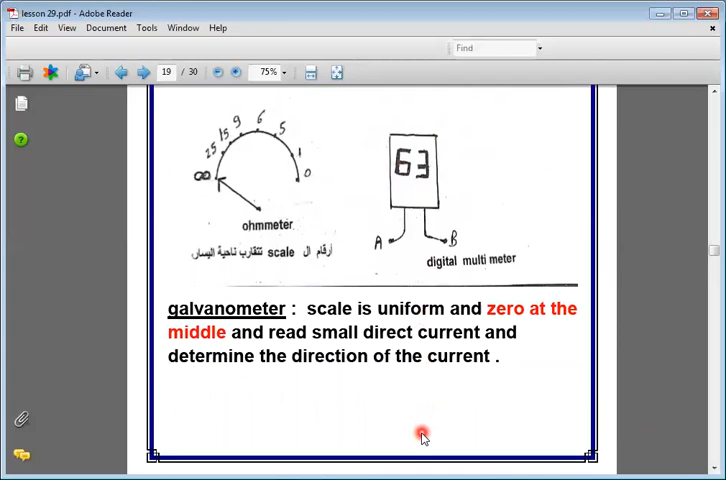 lesson 29.pdf - Adobe Reader
File Edit View Document Tools Window Help
19 / 30 75% Find
25 15 9 6 5 1
∞ 0
63
ohmmeter
A B
أرقام ال scale تتقارب ناحية اليسار
digital multi meter
galvanometer : scale is uniform and zero at the
middle and read small direct current and
determine the direction of the current .